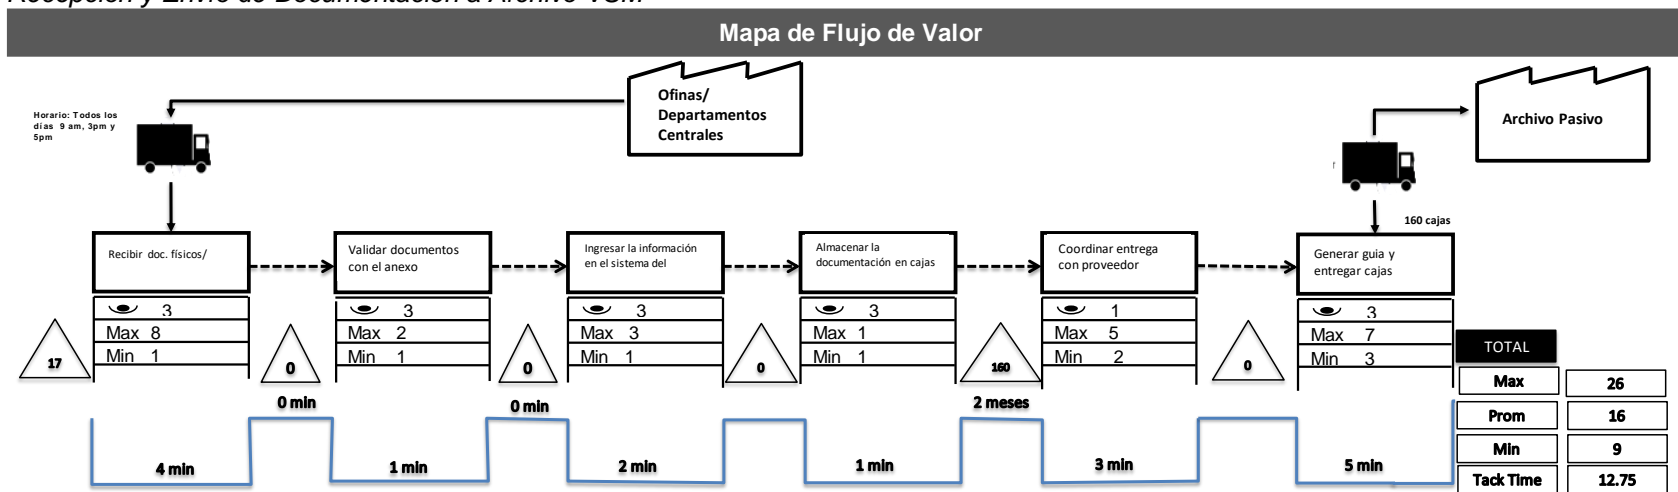 Recepción y Envío de Documentación a Archivo VSM
Mapa de Flujo de Valor
Horario: Todos los
días 9 am, 3pm y
5pm
Ofinas/
Departamentos
Centrales
Archivo Pasivo
160 cajas
Recibir doc. físicos/
Validar documentos
con el anexo
Ingresar la información
en el sistema del
Almacenar la
documentación en cajas
Coordinar entrega
con proveedor
Generar guia y
entregar cajas
3
Max 8
Min 1
3
Max 2
Min 1
3
Max 3
Min 1
3
Max 1
Min 1
1
Max 5
Min 2
3
Max 7
Min 3
17
0
0
0
160
0
0 min
0 min
2 meses
4 min
1 min
2 min
1 min
3 min
5 min
TOTAL
Max 26
Prom 16
Min 9
Tack Time 12.75